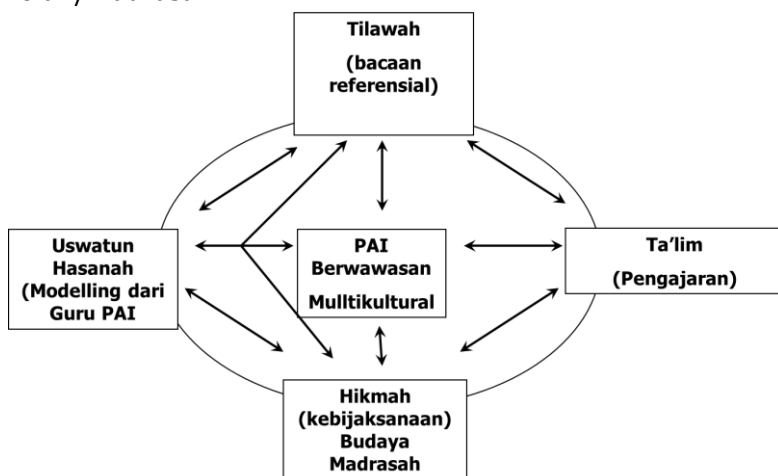 Tilawah
(bacaan
referensial)
Uswatun
Hasanah
(Modelling dari
Guru PAI
PAI
Berwawasan
Mulltikultural
Ta’lim
(Pengajaran)
Hikmah
(kebijaksanaan)
Budaya
Madrasah